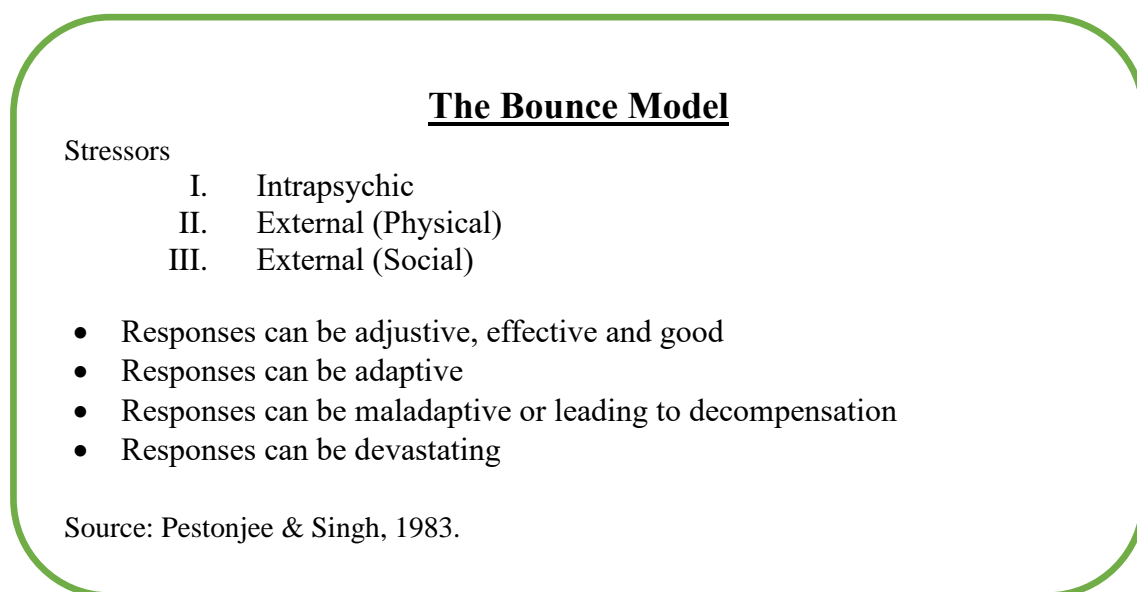 The Bounce Model
Stressors
I. Intrapsychic
II. External (Physical)
III. External (Social)
• Responses can be adjustive, effective and good
• Responses can be adaptive
• Responses can be maladaptive or leading to decompensation
• Responses can be devastating
Source: Pestonjee & Singh, 1983.